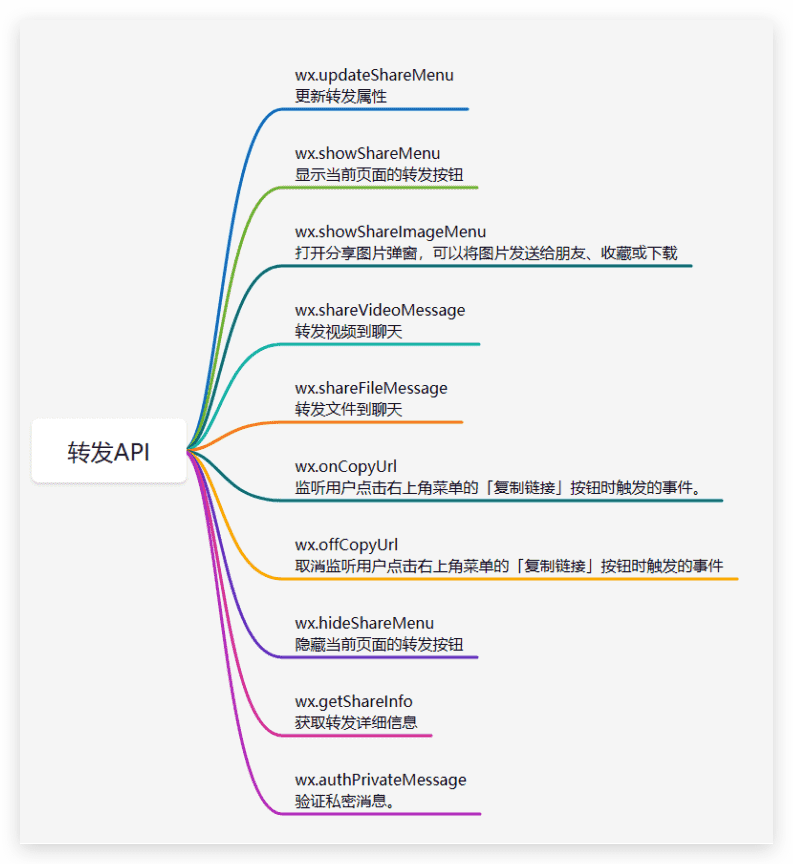 转发API
wx.updateShareMenu
更新转发属性
wx.showShareMenu
显示当前页面的转发按钮
wx.showShareImageMenu
打开分享图片弹窗，可以将图片发送给朋友、收藏或下载
wx.shareVideoMessage
转发视频到聊天
wx.shareFileMessage
转发文件到聊天
wx.onCopyUrl
监听用户点击右上角菜单的「复制链接」按钮时触发的事件。
wx.offCopyUrl
取消监听用户点击右上角菜单的「复制链接」按钮时触发的事件
wx.hideShareMenu
隐藏当前页面的转发按钮
wx.getShareInfo
获取转发详细信息
wx.authPrivateMessage
验证私密消息。